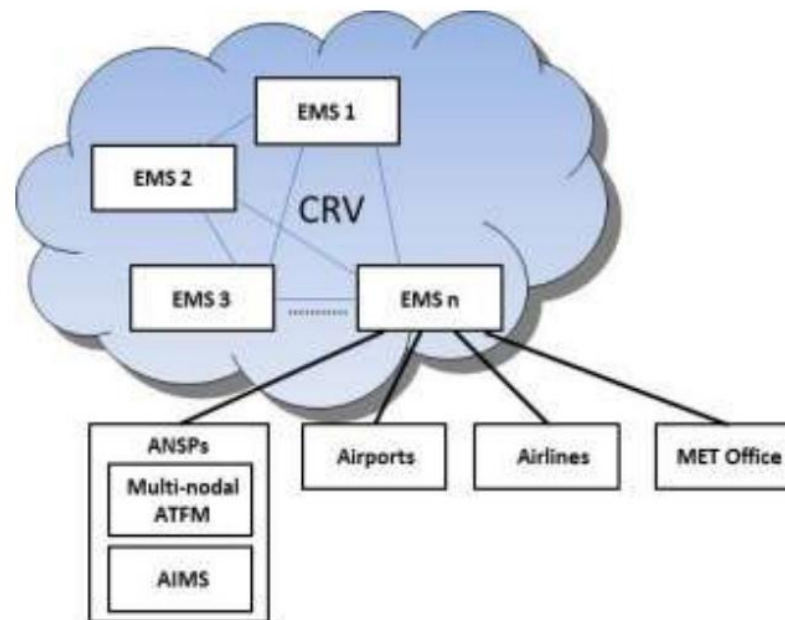 EMS 1
EMS 2
CRV
EMS 3
EMS n
ANSPs
Multi-nodal
ATFM
AIMS
Airports
Airlines
MET Office